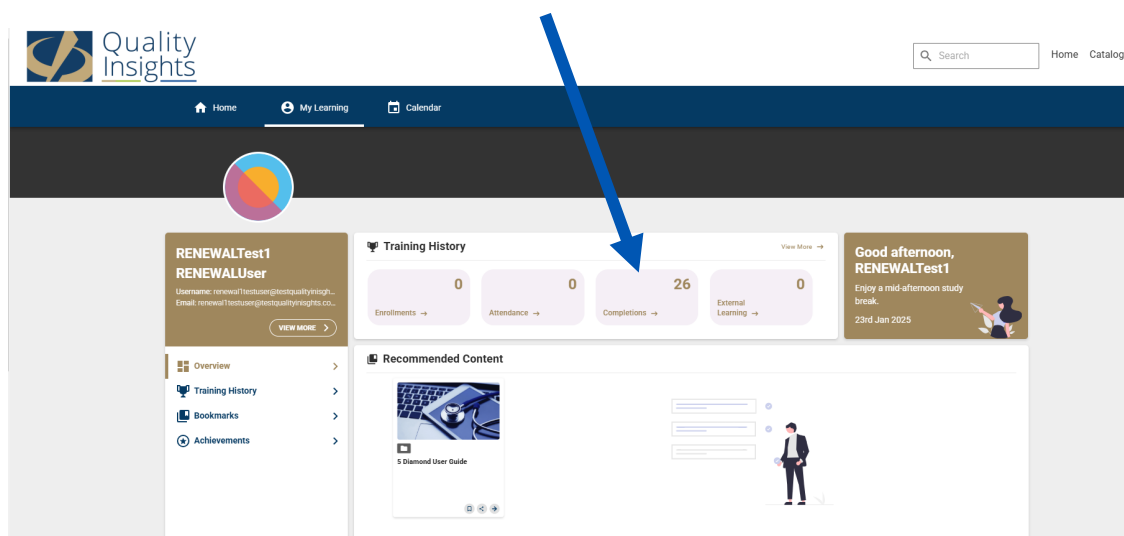 Quality
Insights
Search
Home Catalog
Home My Learning Calendar
RENEWALTest1
RENEWALUser
Username: renewal1testuser@testqualityinisgh...
Email: renewal1testuser@testqualityinisghts.co...
VIEW MORE
Overview
Training History
Bookmarks
Achievements
Training History
View More →
0
Enrollments →
0
Attendance →
26
Completions →
0
External
Learning →
Good afternoon,
RENEWALTest1
Enjoy a mid-afternoon study
break.
23rd Jan 2025
Recommended Content
5 Diamond User Guide